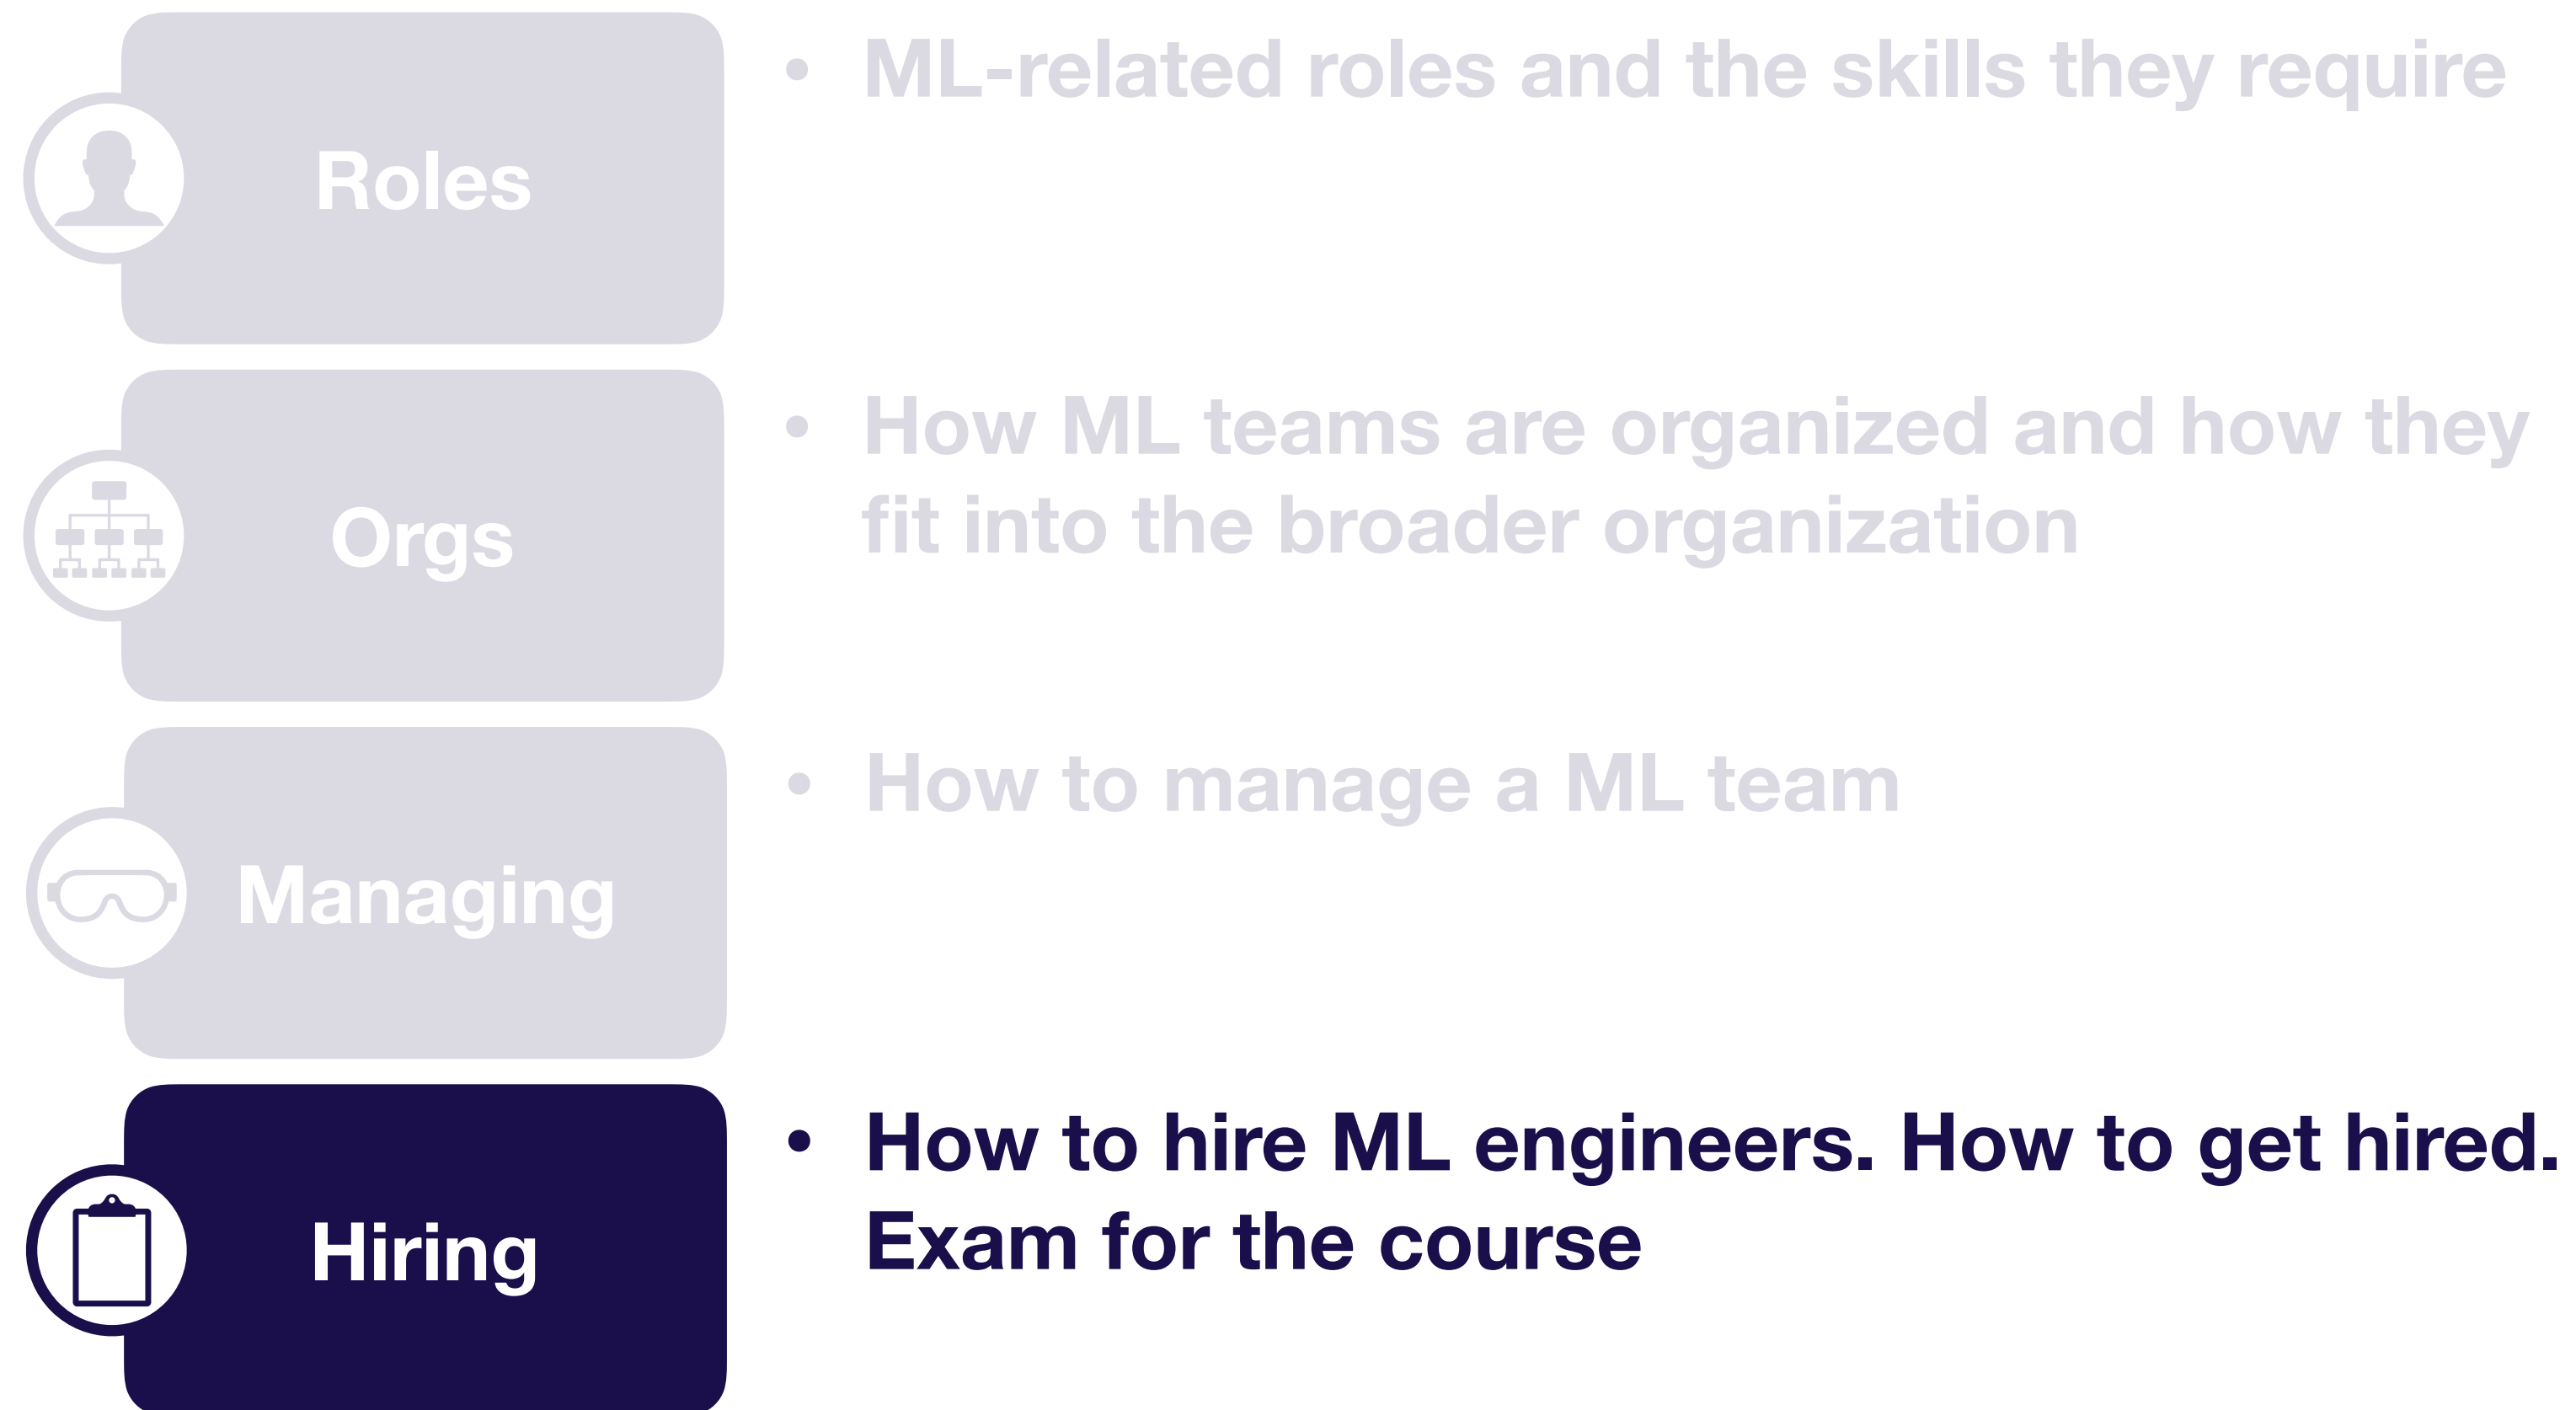 Roles
• ML-related roles and the skills they require
Orgs
• How ML teams are organized and how they
fit into the broader organization
Managing
• How to manage a ML team
Hiring
• How to hire ML engineers. How to get hired.
Exam for the course